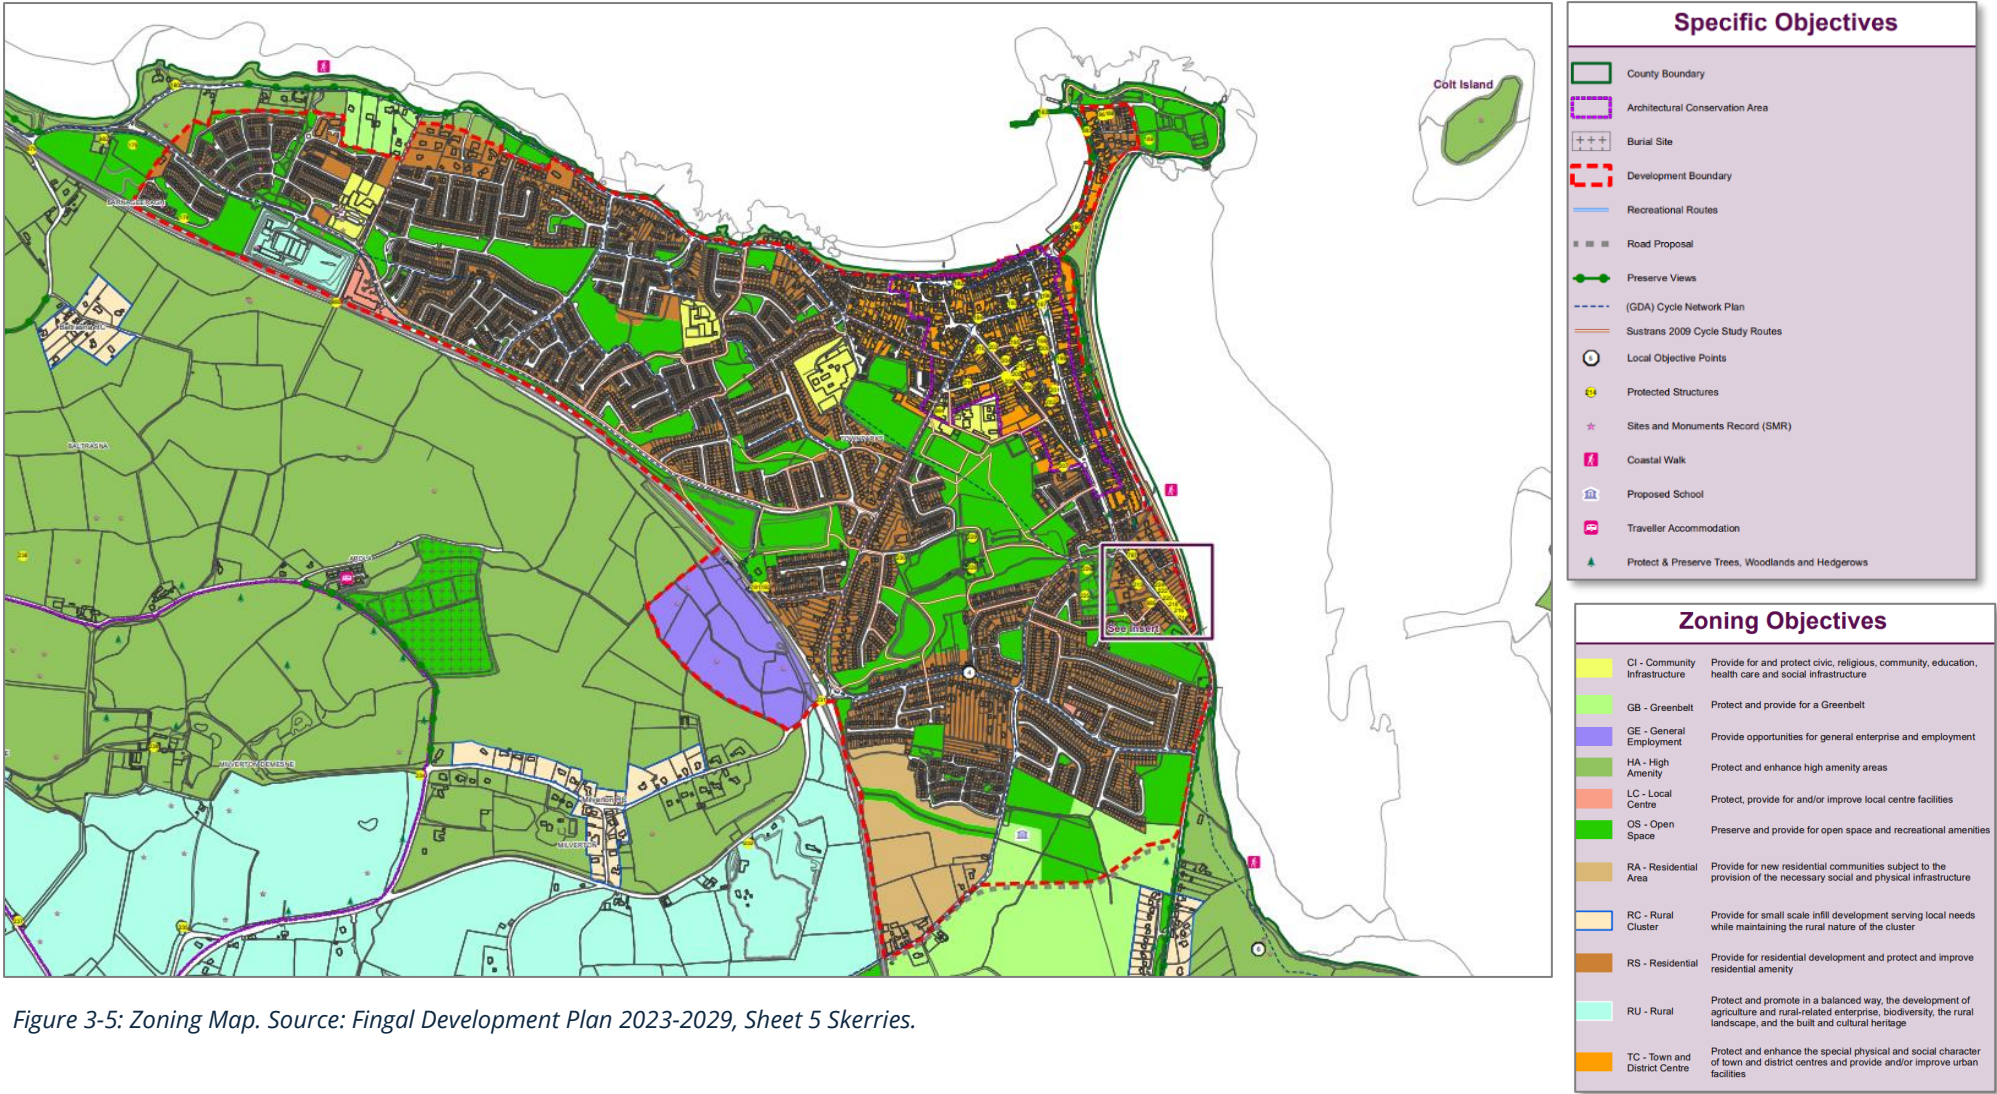 Colt Island
BALTRASNA
MILVERTON DEMESNE
MILVERTON
See Insert
4
6
Specific Objectives
County Boundary
Architectural Conservation Area
Burial Site
Development Boundary
Recreational Routes
Road Proposal
Preserve Views
(GDA) Cycle Network Plan
Sustrans 2009 Cycle Study Routes
Local Objective Points
Protected Structures
Sites and Monuments Record (SMR)
Coastal Walk
Proposed School
Traveller Accommodation
Protect & Preserve Trees, Woodlands and Hedgerows
Zoning Objectives
CI - Community Infrastructure
Provide for and protect civic, religious, community, education,
health care and social infrastructure
GB - Greenbelt
Protect and provide for a Greenbelt
GE - General
Employment
Provide opportunities for general enterprise and employment
HA - High
Amenity
Protect and enhance high amenity areas
LC - Local
Centre
Protect, provide for and/or improve local centre facilities
OS - Open
Space
Preserve and provide for open space and recreational amenities
RA - Residential
Area
Provide for new residential communities subject to the
provision of the necessary social and physical infrastructure
RC - Rural
Cluster
Provide for small scale infill development serving local needs
while maintaining the rural nature of the cluster
RS - Residential
Provide for residential development and protect and improve
residential amenity
RU - Rural
Protect and promote in a balanced way, the development of
agriculture and rural-related enterprise, biodiversity, the rural
landscape, and the built and cultural heritage
TC - Town and
District Centre
Protect and enhance the special physical and social character
of town and district centres and provide and/or improve urban
facilities
Figure 3-5: Zoning Map. Source: Fingal Development Plan 2023-2029, Sheet 5 Skerries.